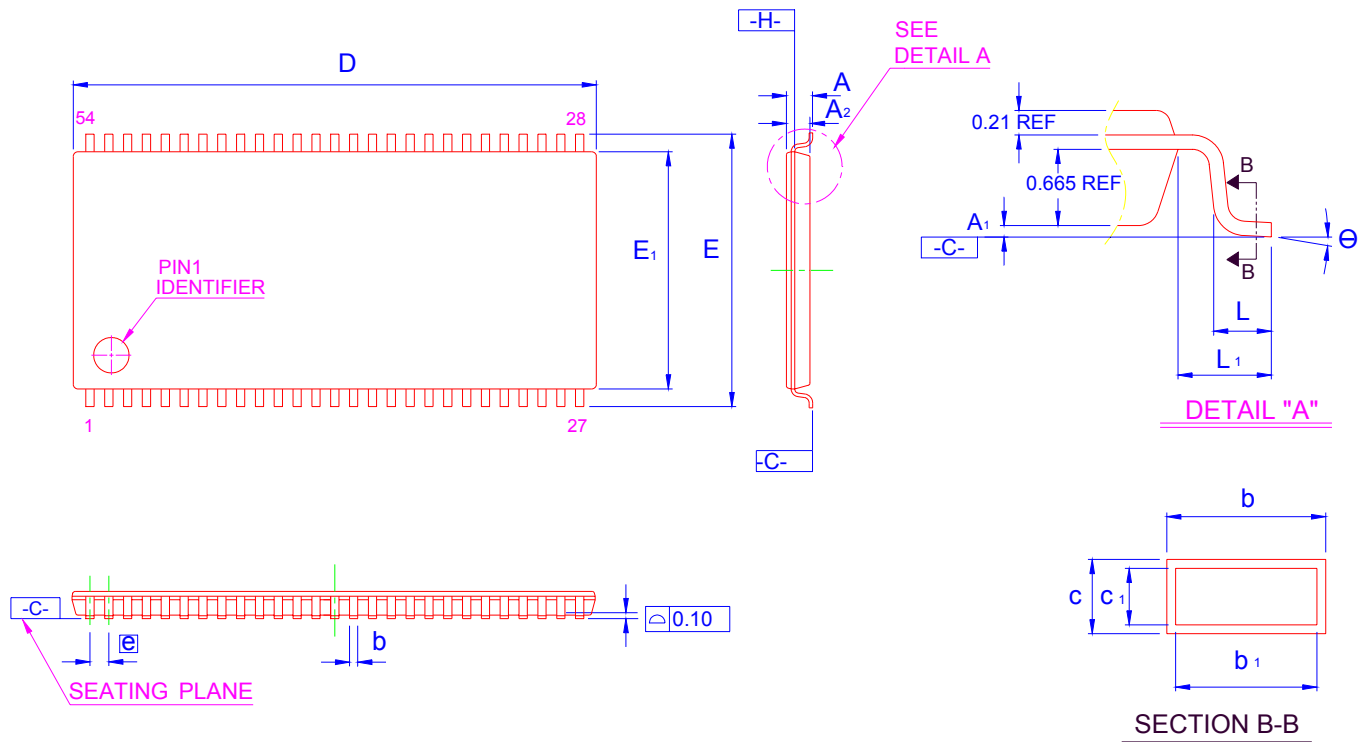 -H-
SEE
DETAIL A
D
A
A2
54
28
0.21 REF
B
0.665 REF
E1
E
A1
-C-
Θ
B
PIN1
IDENTIFIER
L
L1
1
27
DETAIL "A"
-C-
b
-C-
e
b
0.10
c
c1
b1
SEATING PLANE
SECTION B-B